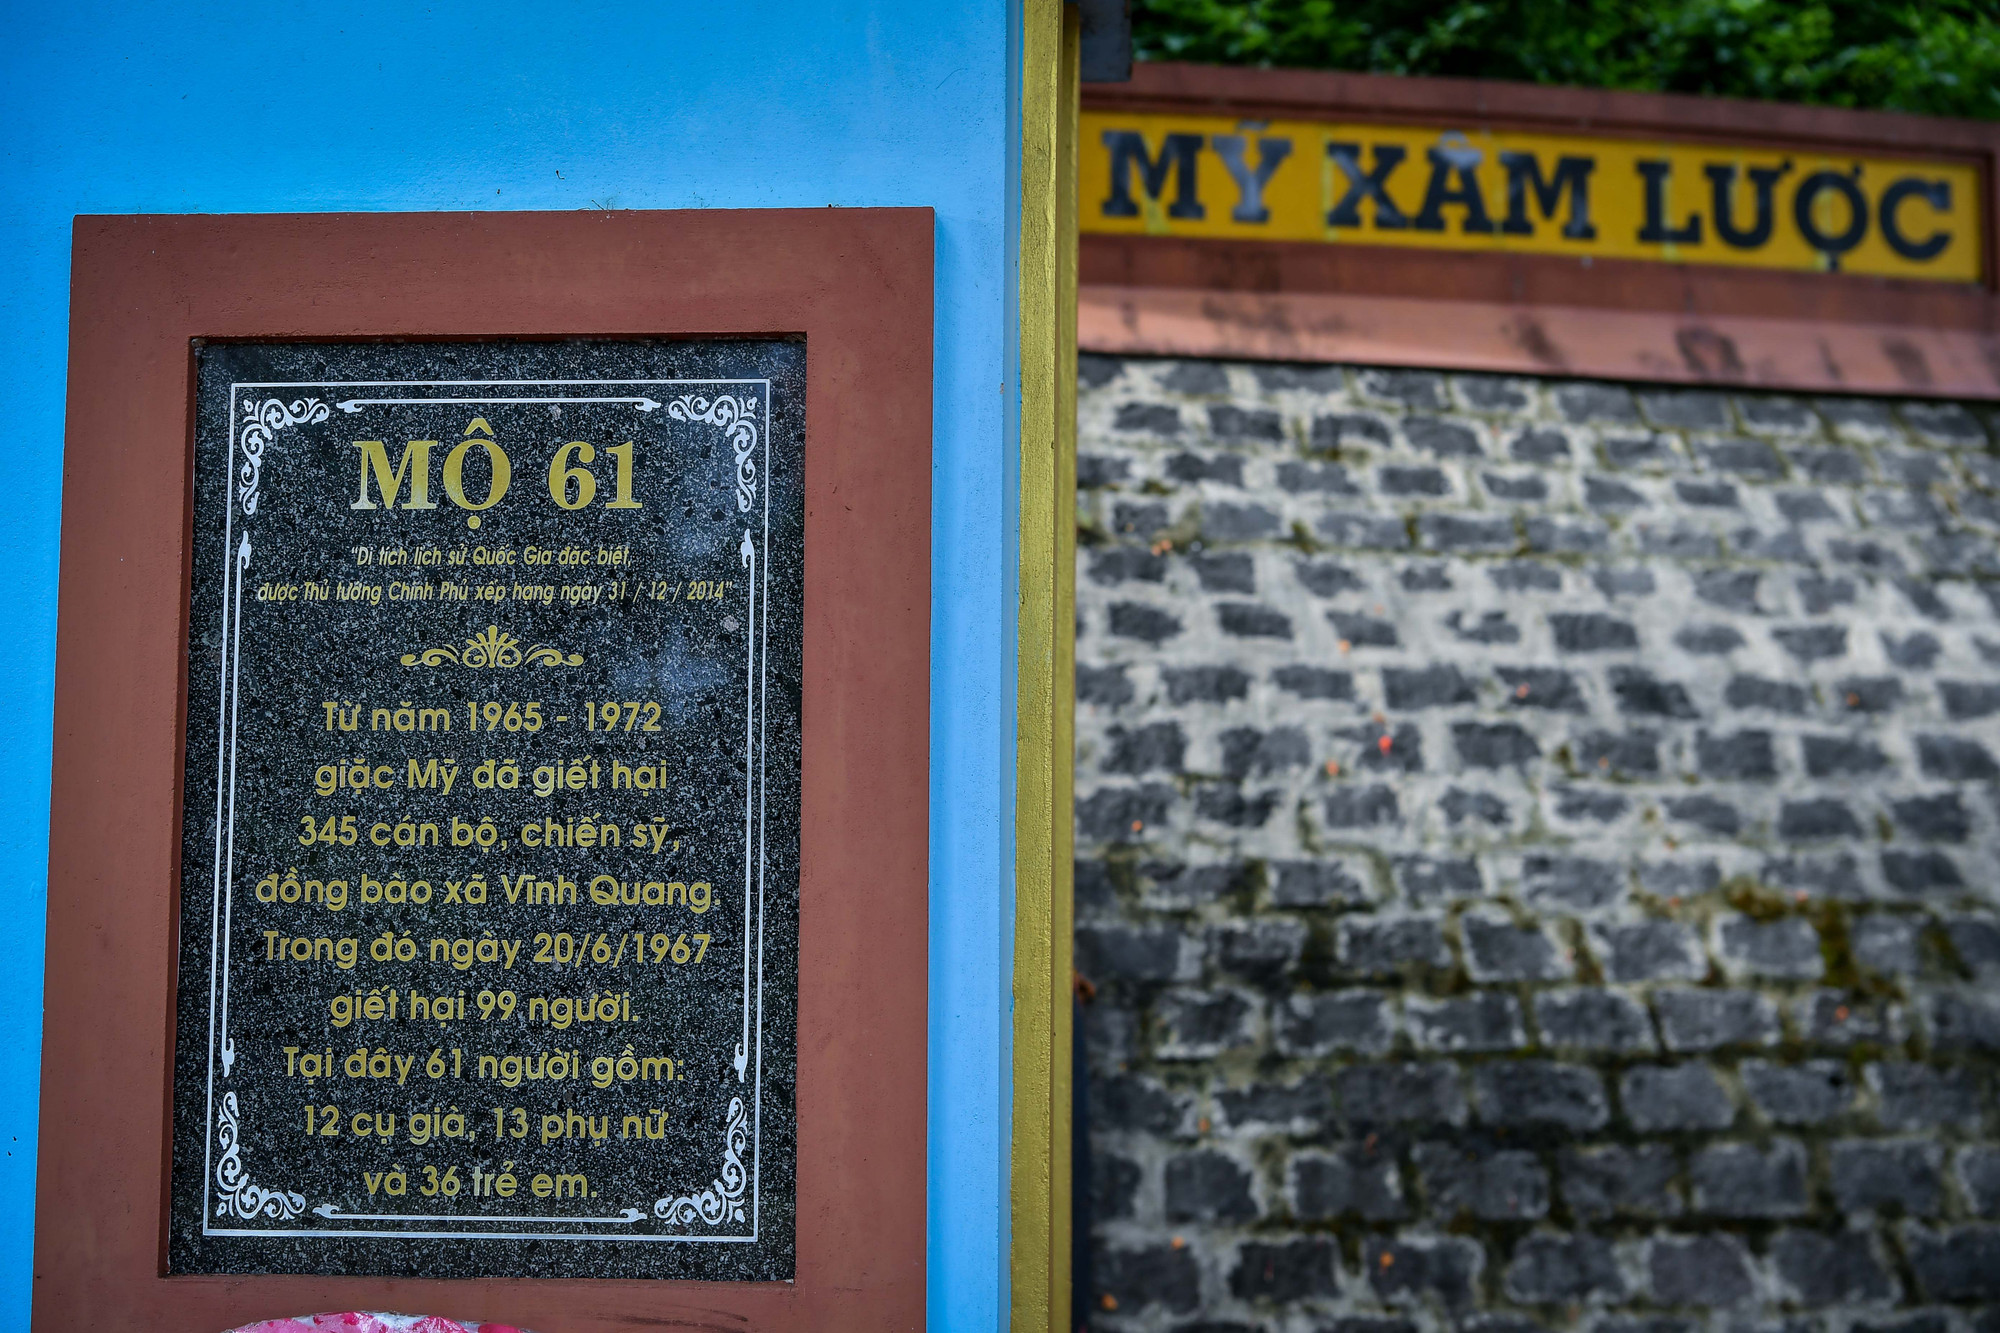 MỘ 61
"Di tích lịch sử Quốc Gia đặc biệt,
được Thủ tướng Chính Phủ xếp hạng ngày 31 / 12 / 2014"
Từ năm 1965 - 1972
giặc Mỹ đã giết hại
345 cán bộ, chiến sỹ,
đồng bào xã Vĩnh Quang.
Trong đó ngày 20/6/1967
giết hại 99 người.
Tại đây 61 người gồm:
12 cụ già, 13 phụ nữ
và 36 trẻ em.
MỸ XÂM LƯỢC